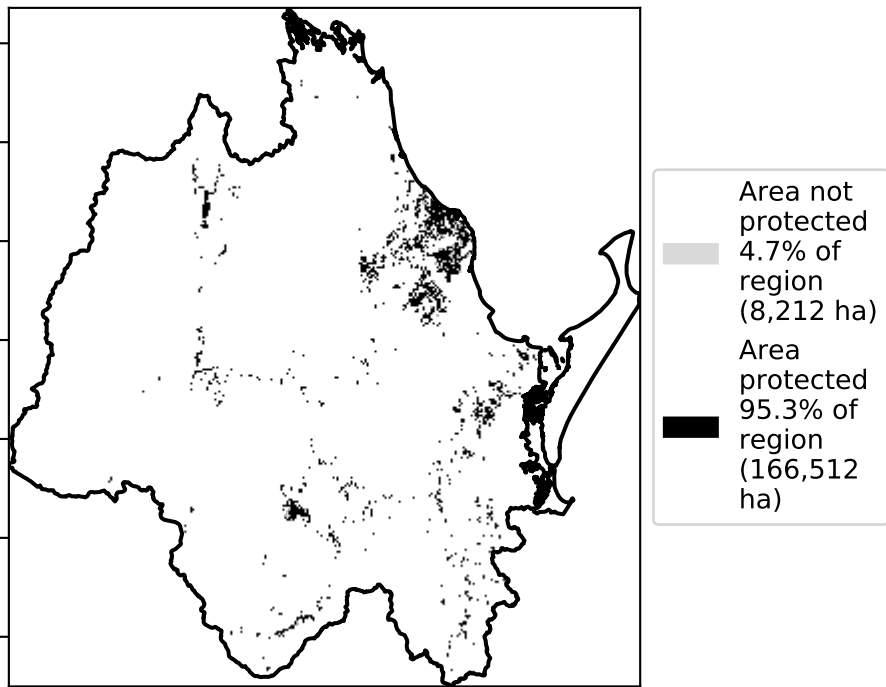 Area not
protected
4.7% of
region
(8,212 ha)
Area
protected
95.3% of
region
(166,512
ha)